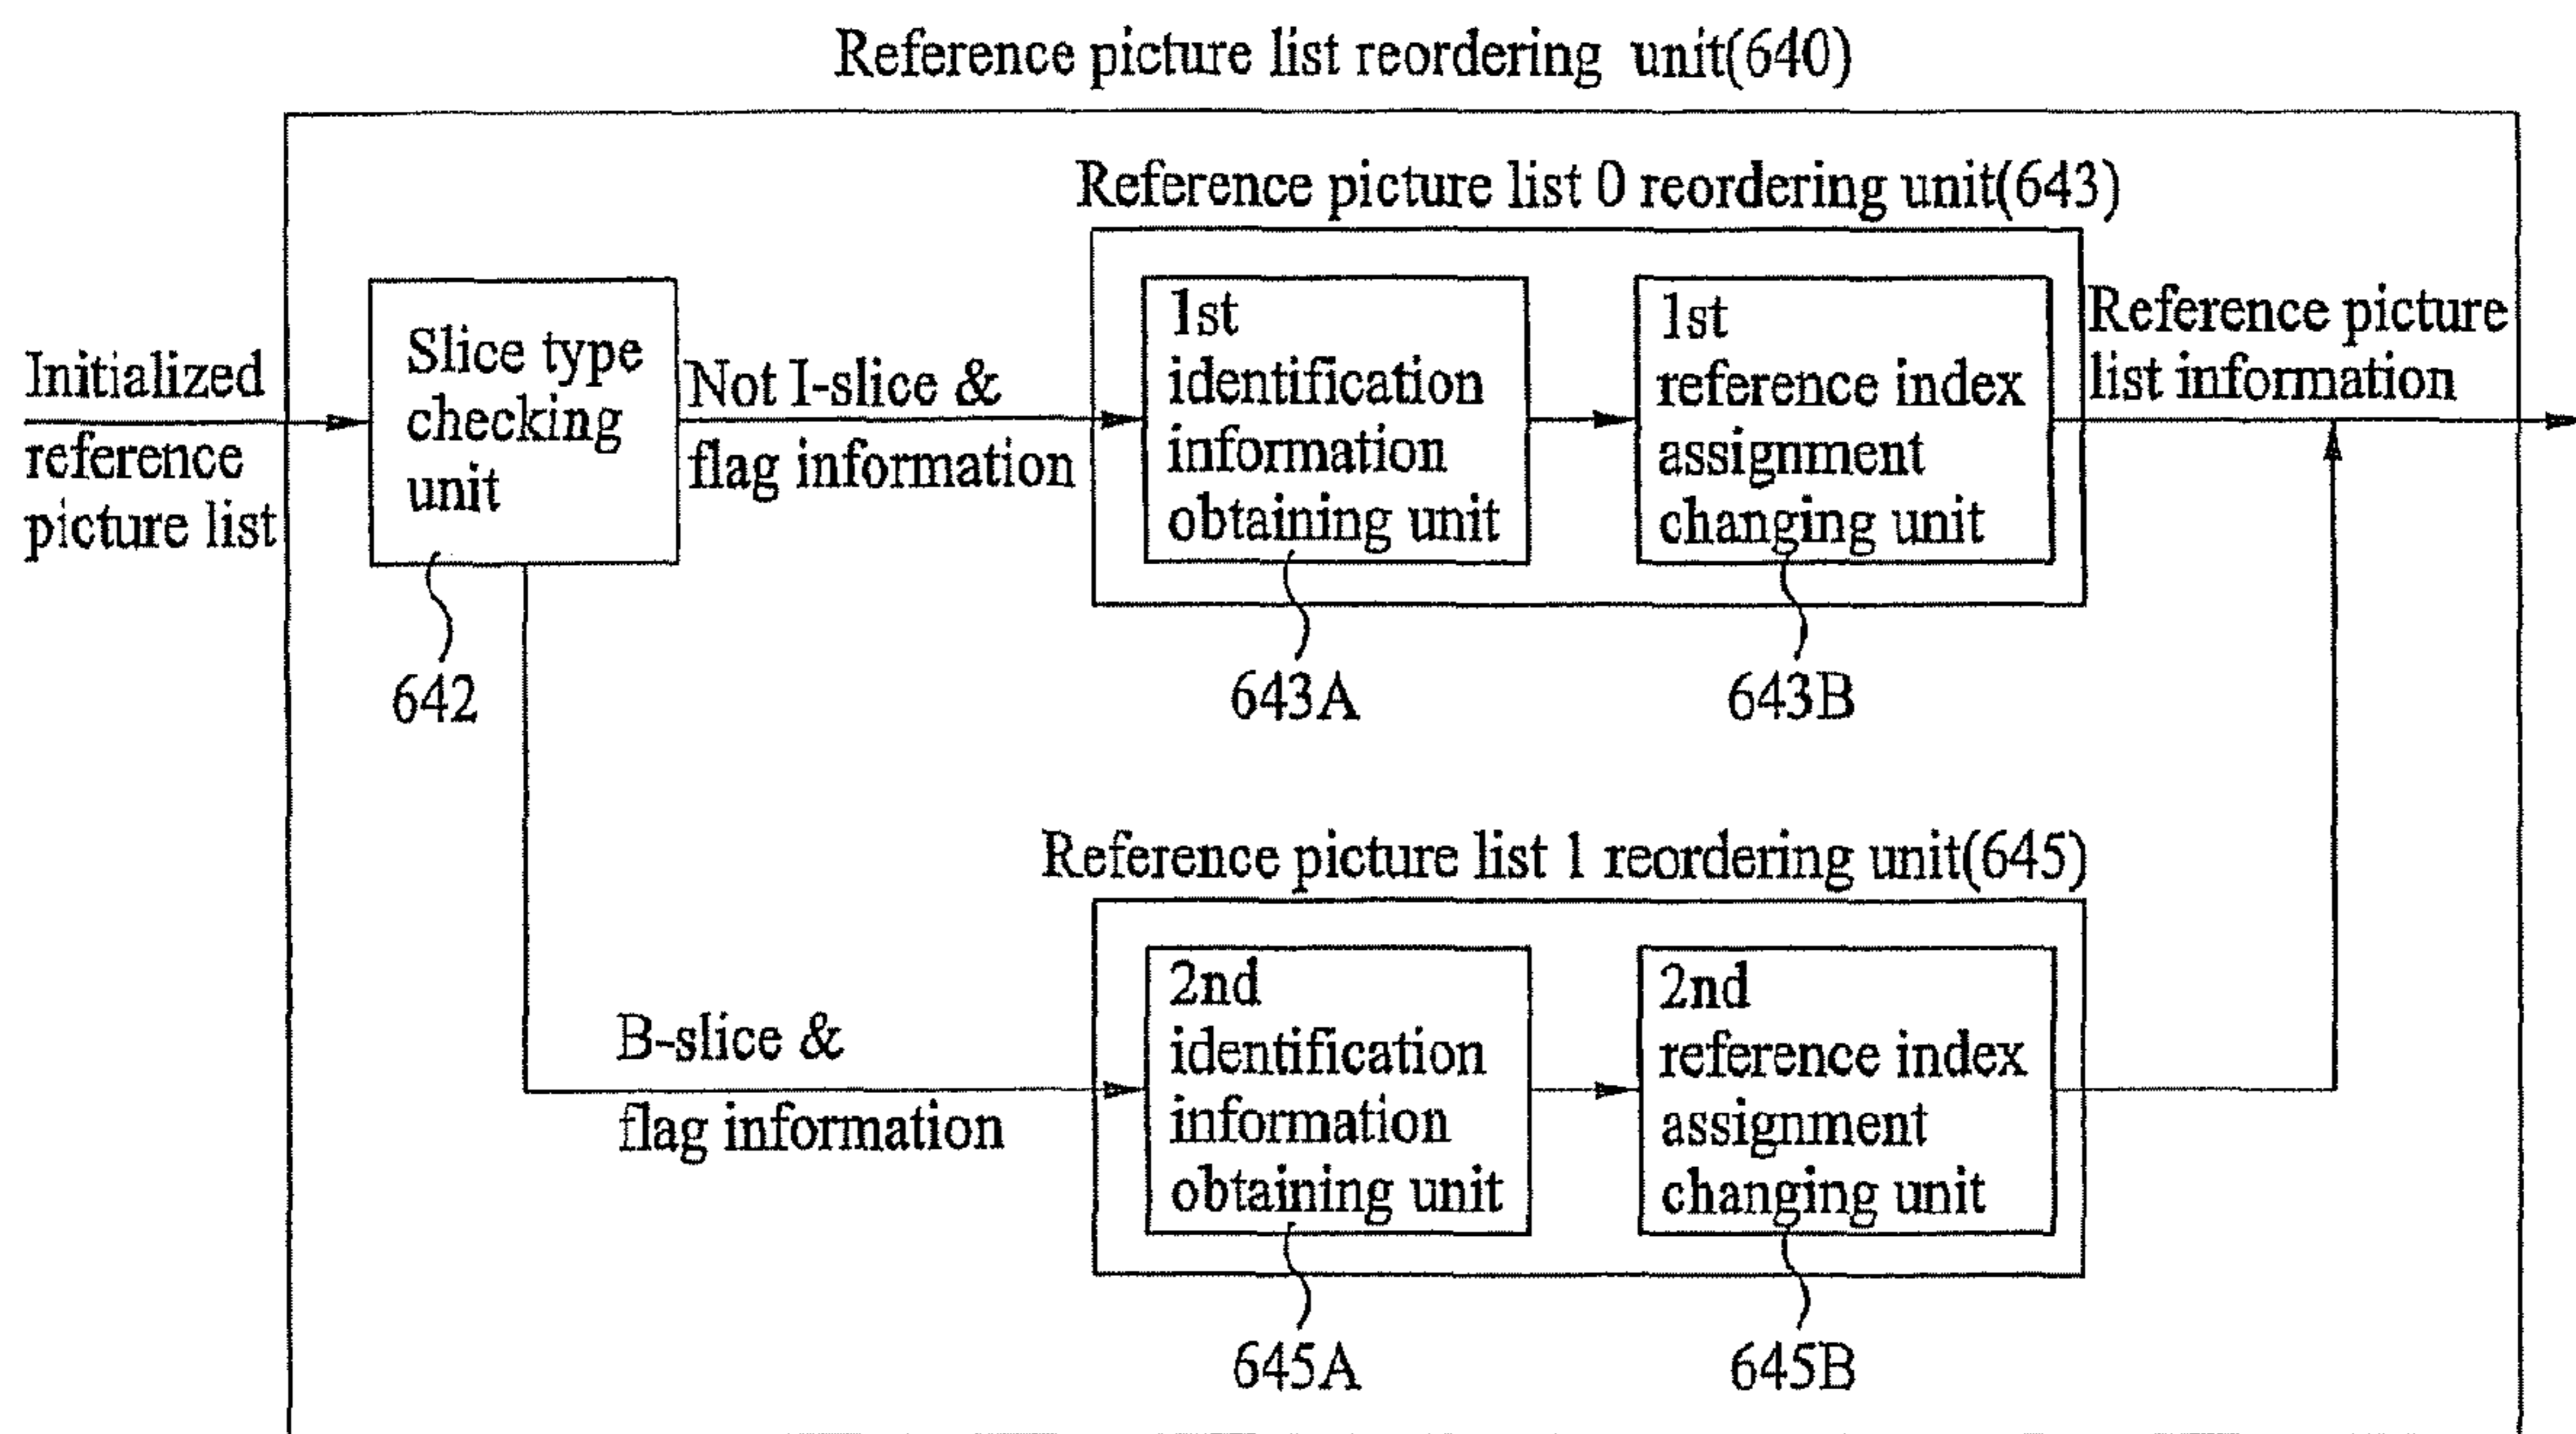 Reference picture list reordering unit(640)
Reference picture list 0 reordering unit(643)
Initialized
reference
picture list
Slice type
checking
unit
642
Not I-slice &
flag information
1st
identification
information
obtaining unit
643A
1st
reference index
assignment
changing unit
643B
Reference picture
list information
Reference picture list 1 reordering unit(645)
B-slice &
flag information
2nd
identification
information
obtaining unit
645A
2nd
reference index
assignment
changing unit
645B